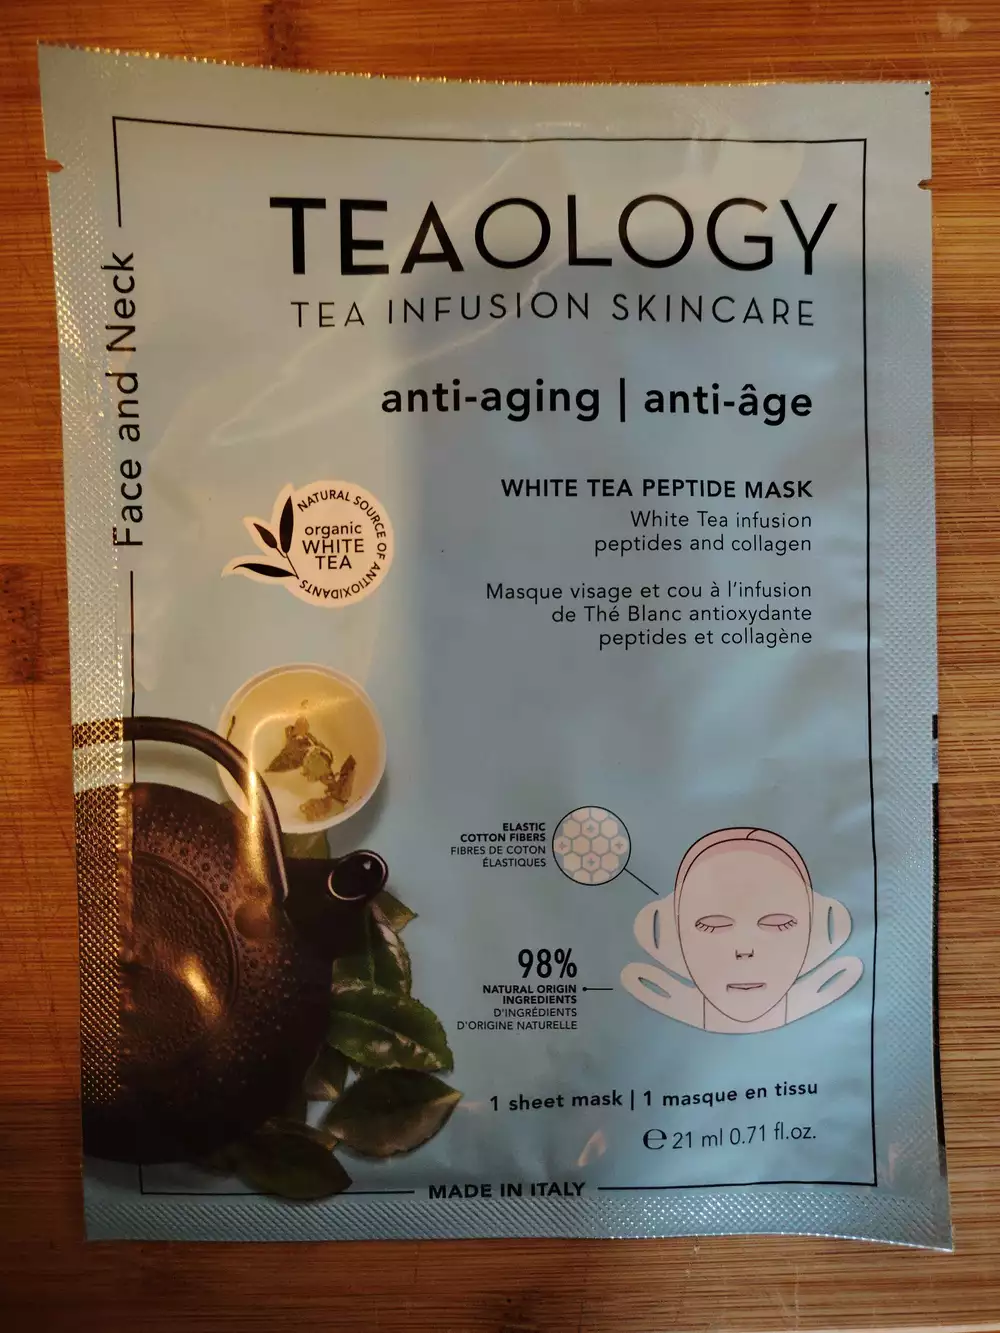 TEAOLOGY
TEA INFUSION SKINCARE
anti-aging | anti-âge
Face and Neck
WHITE TEA PEPTIDE MASK
White Tea infusion
peptides and collagen
Masque visage et cou à l'infusion
de Thé Blanc antioxydante
peptides et collagène
NATURAL SOURCE OF ANTIOXIDANTS
organic
WHITE
TEA
ELASTIC
COTTON FIBERS
FIBRES DE COTON
ÉLASTIQUES
98%
NATURAL ORIGIN
INGREDIENTS
D'INGRÉDIENTS
D'ORIGINE NATURELLE
1 sheet mask | 1 masque en tissu
℮ 21 ml 0.71 fl.oz.
MADE IN ITALY